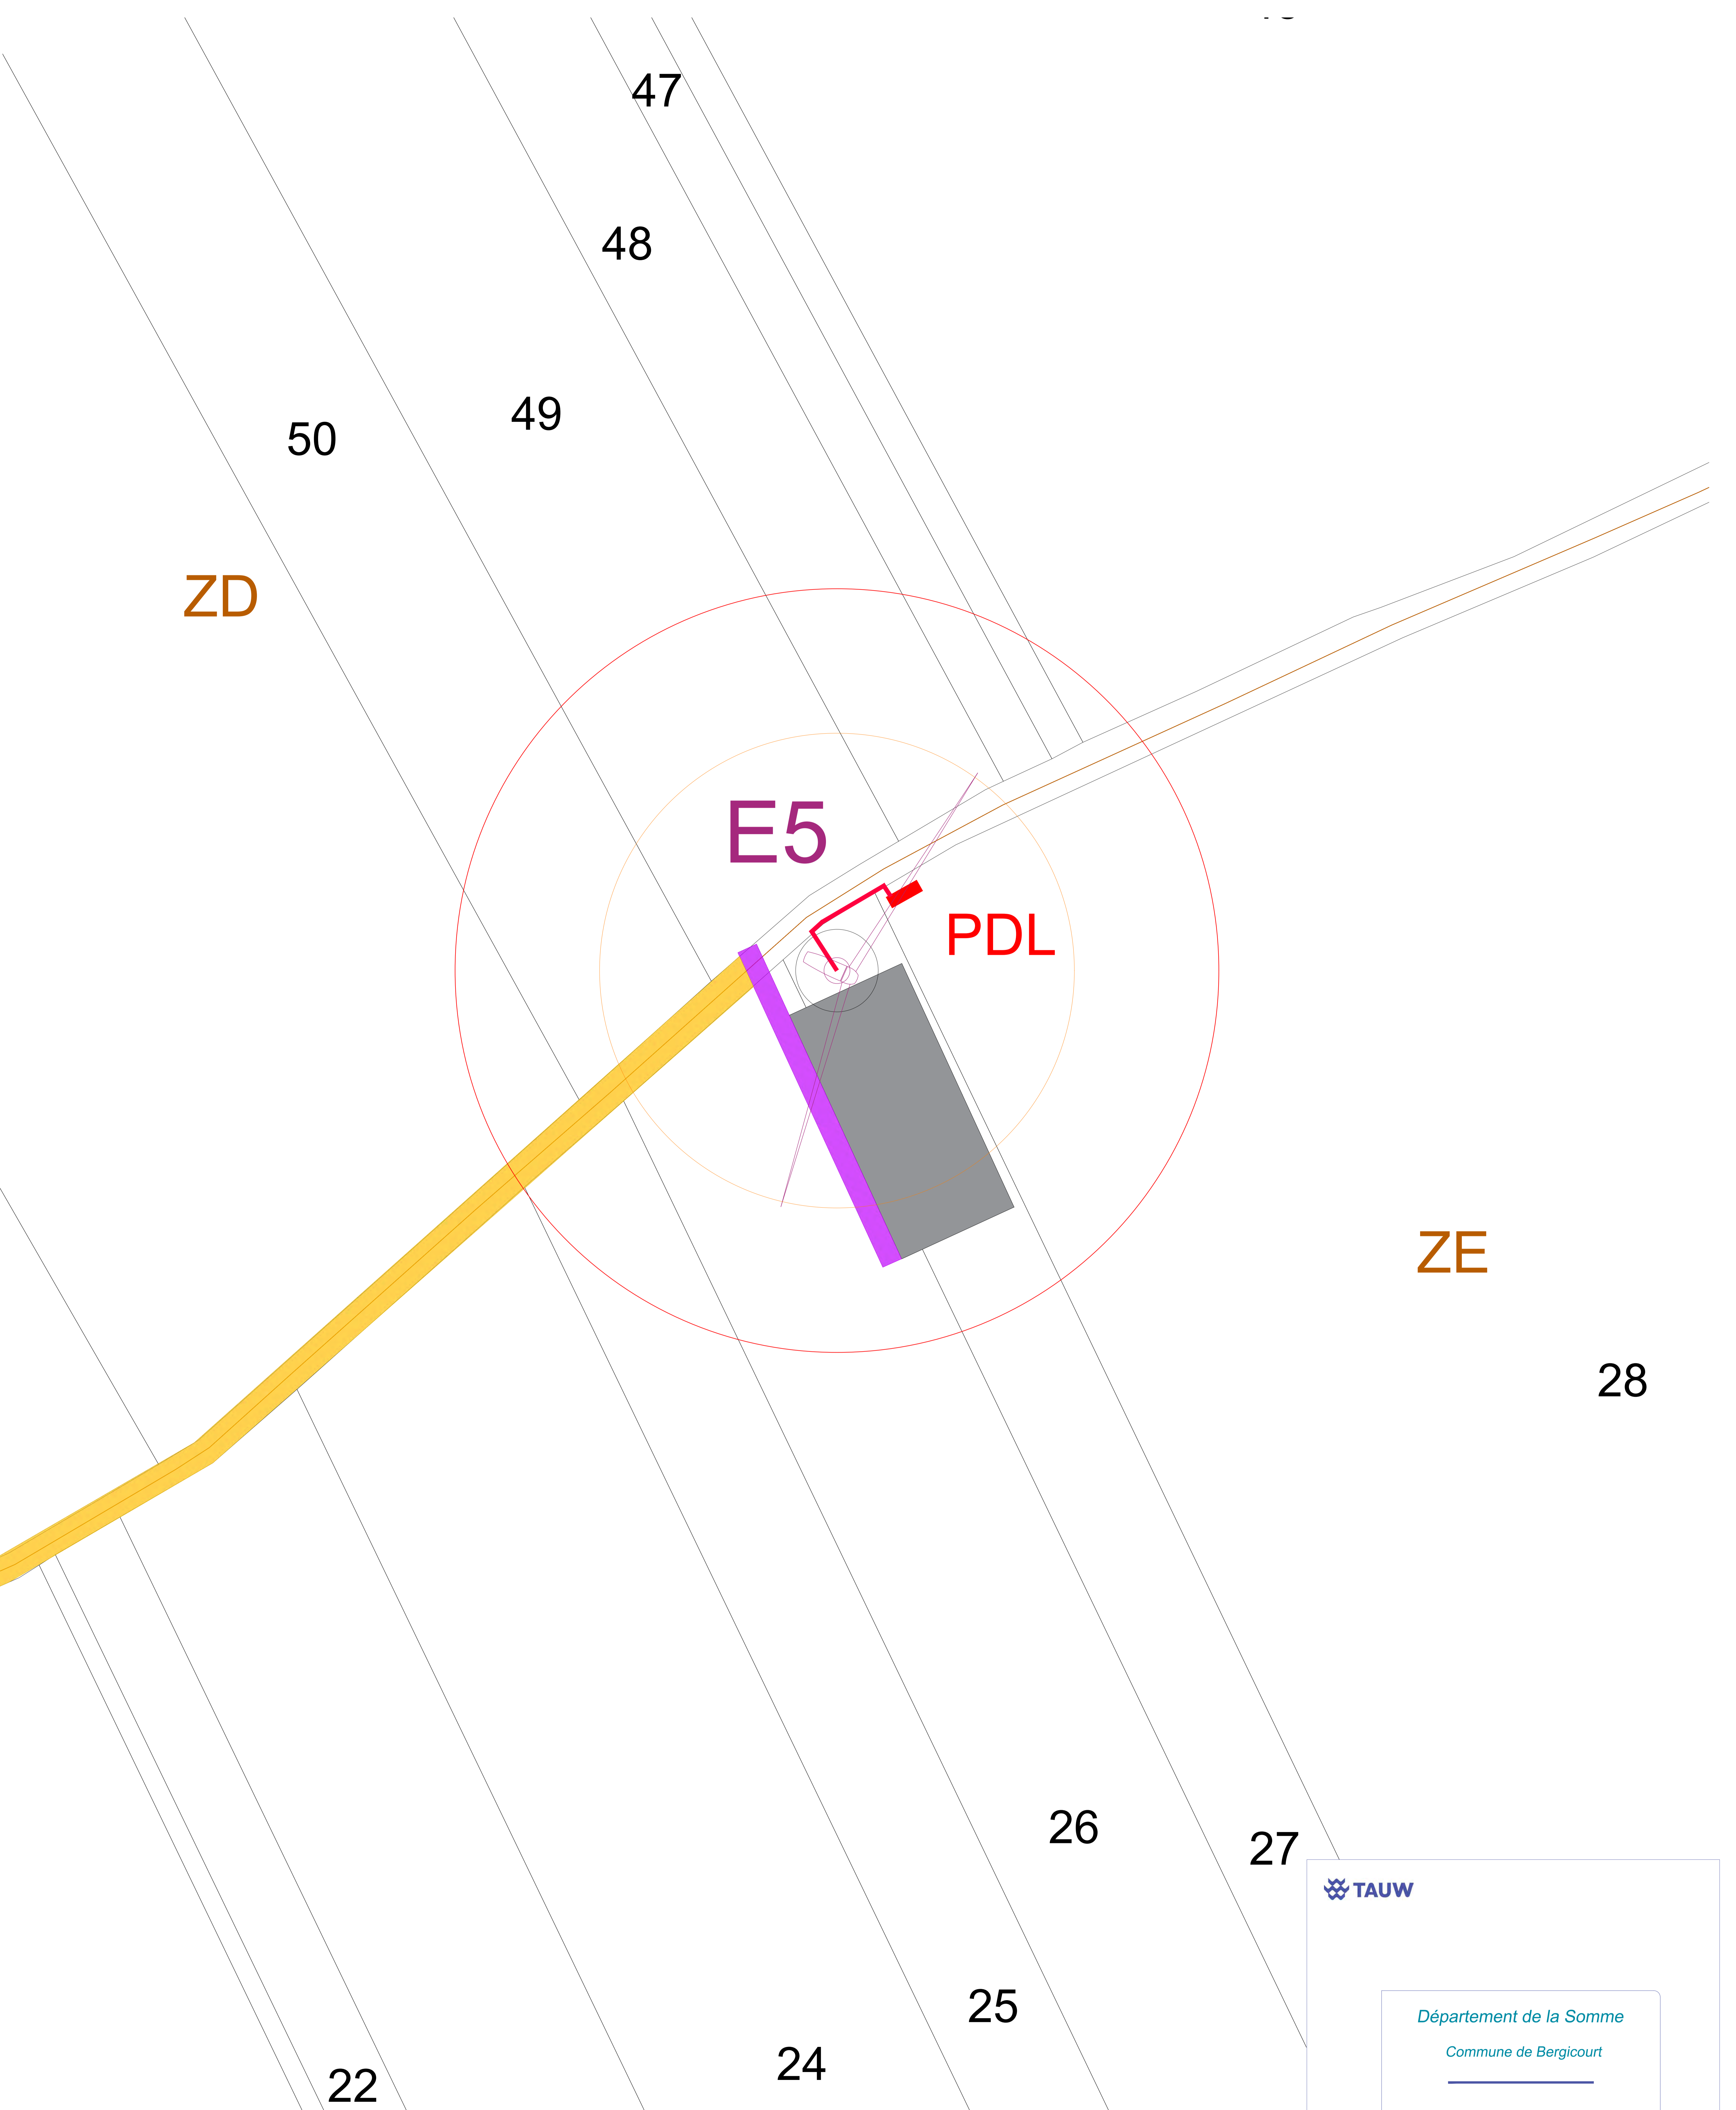 47
48
49
50
ZD
E5
PDL
ZE
28
26
27
TAUW
25
Département de la Somme
Commune de Bergicourt
24
22